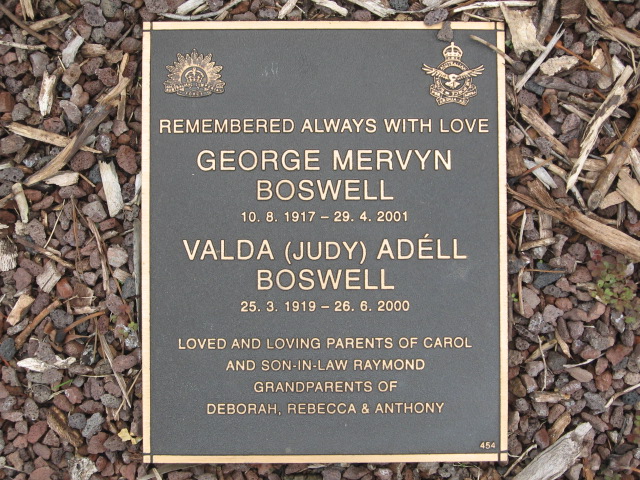 REMEMBERED ALWAYS WITH LOVE
GEORGE MERVYN
BOSWELL
10. 8. 1917 – 29. 4. 2001
VALDA (JUDY) ADÉLL
BOSWELL
25. 3. 1919 – 26. 6. 2000
LOVED AND LOVING PARENTS OF CAROL
AND SON-IN-LAW RAYMOND
GRANDPARENTS OF
DEBORAH, REBECCA & ANTHONY
454